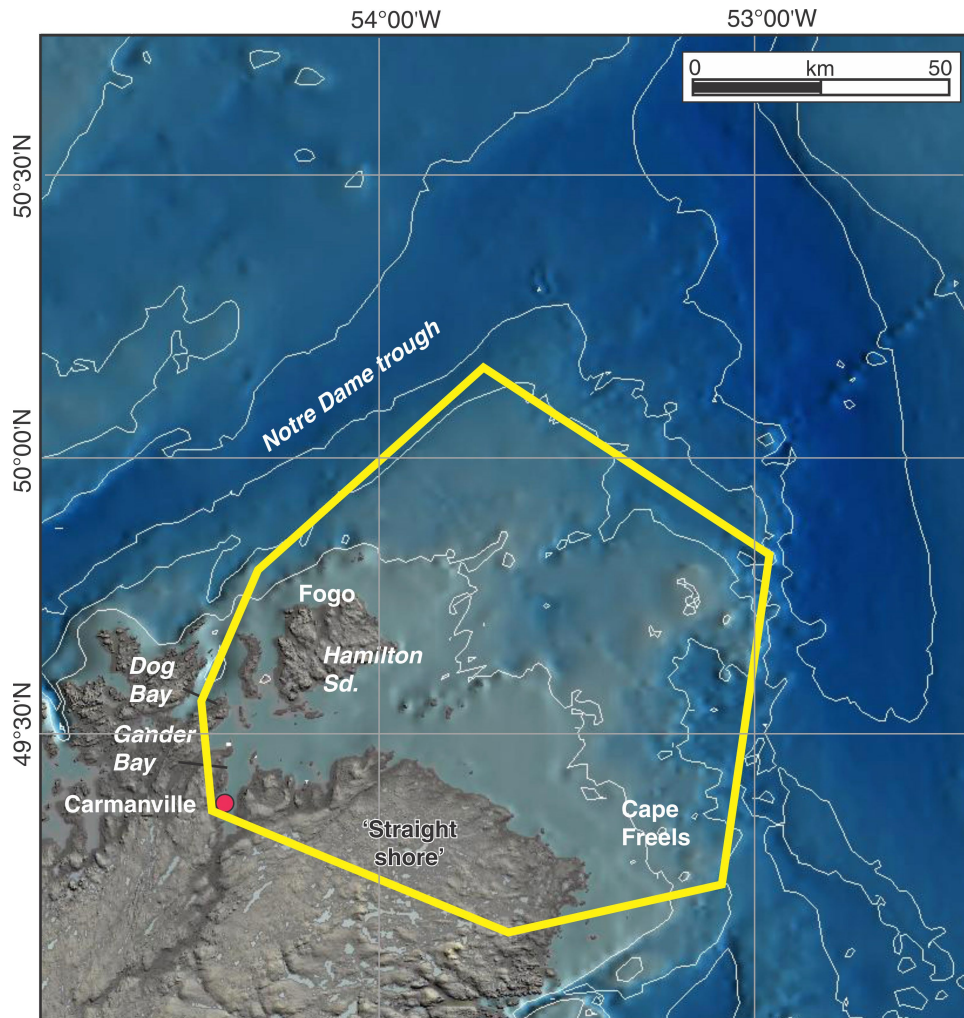 54°00'W
53°00'W
0 km 50
50°30'N
Notre Dame trough
50°00'N
Fogo
Hamilton
Sd.
Dog
Bay
49°30'N
Gander
Bay
Carmanville
'Straight
shore'
Cape
Freels